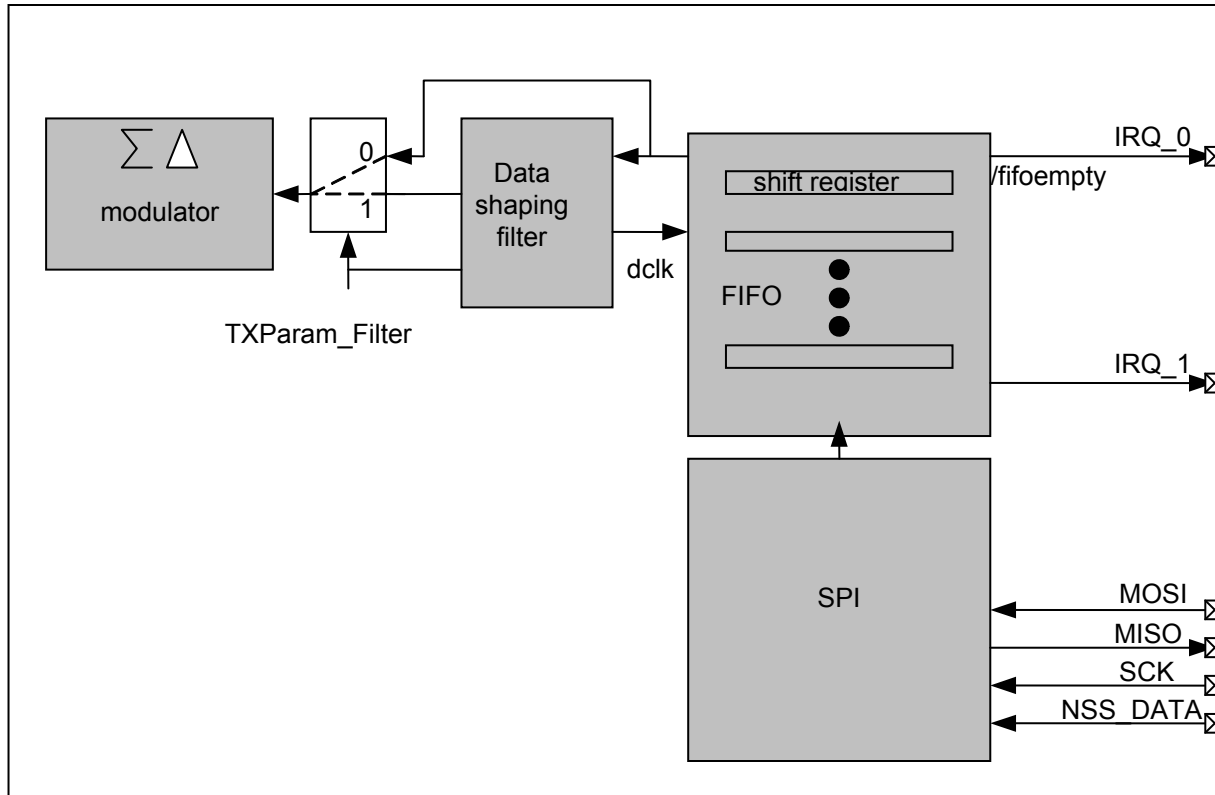 IRQ_0
/fifoempty
0
1
Σ Δ
modulator
Data
shaping
filter
shift register
dclk
FIFO
TXParam_Filter
IRQ_1
SPI
MOSI
MISO
SCK
NSS_DATA